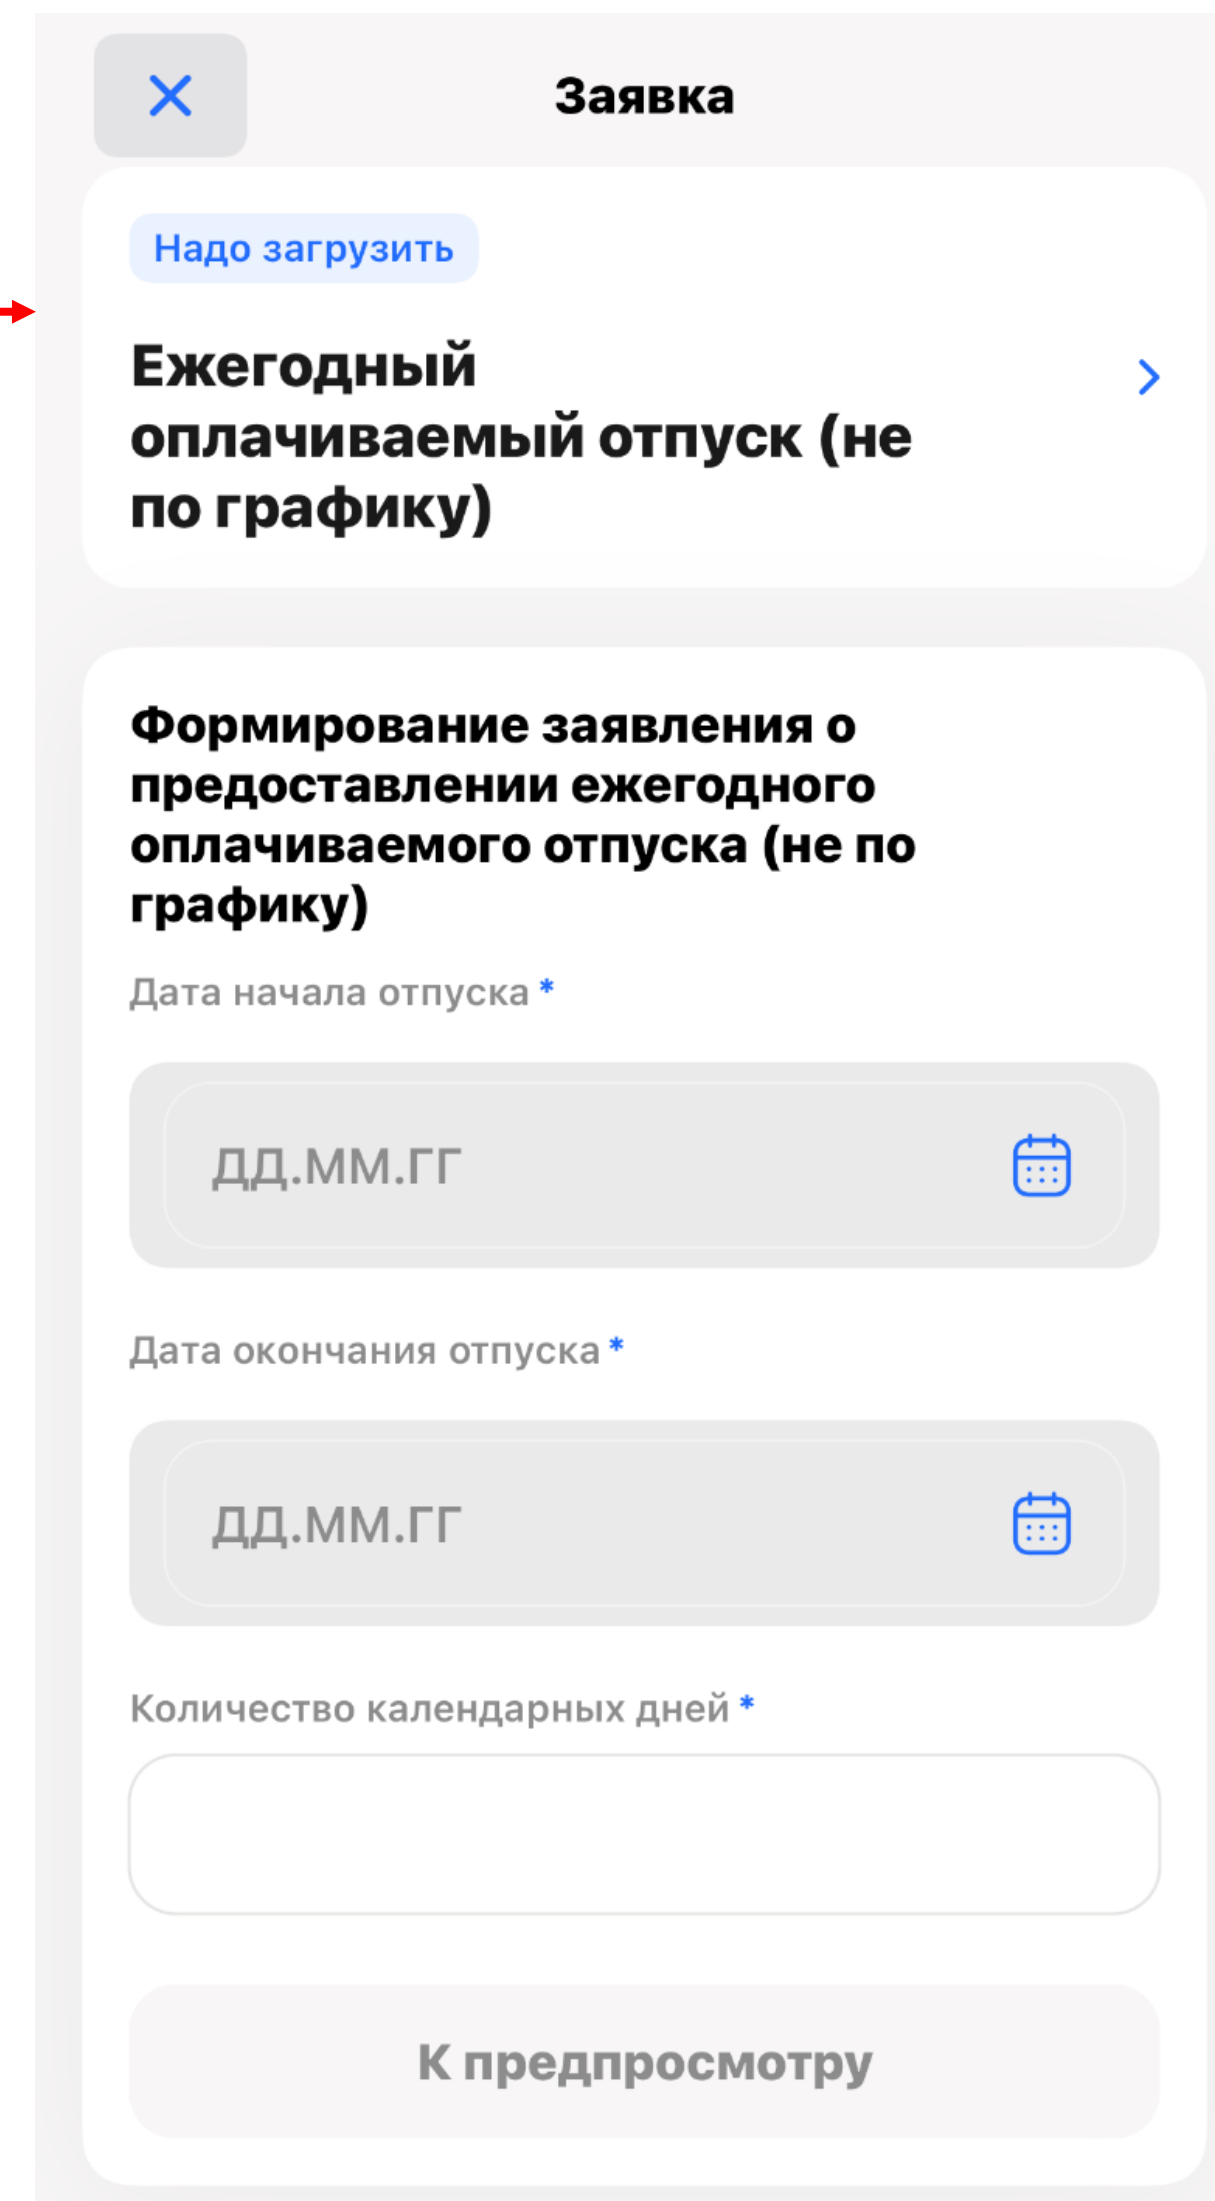 Заявка
Надо загрузить
Ежегодный
оплачиваемый отпуск (не
по графику)
Формирование заявления о
предоставлении ежегодного
оплачиваемого отпуска (не по
графику)
Дата начала отпуска *
ДД.ММ.ГГ
Дата окончания отпуска *
ДД.ММ.ГГ
Количество календарных дней *
К предпросмотру